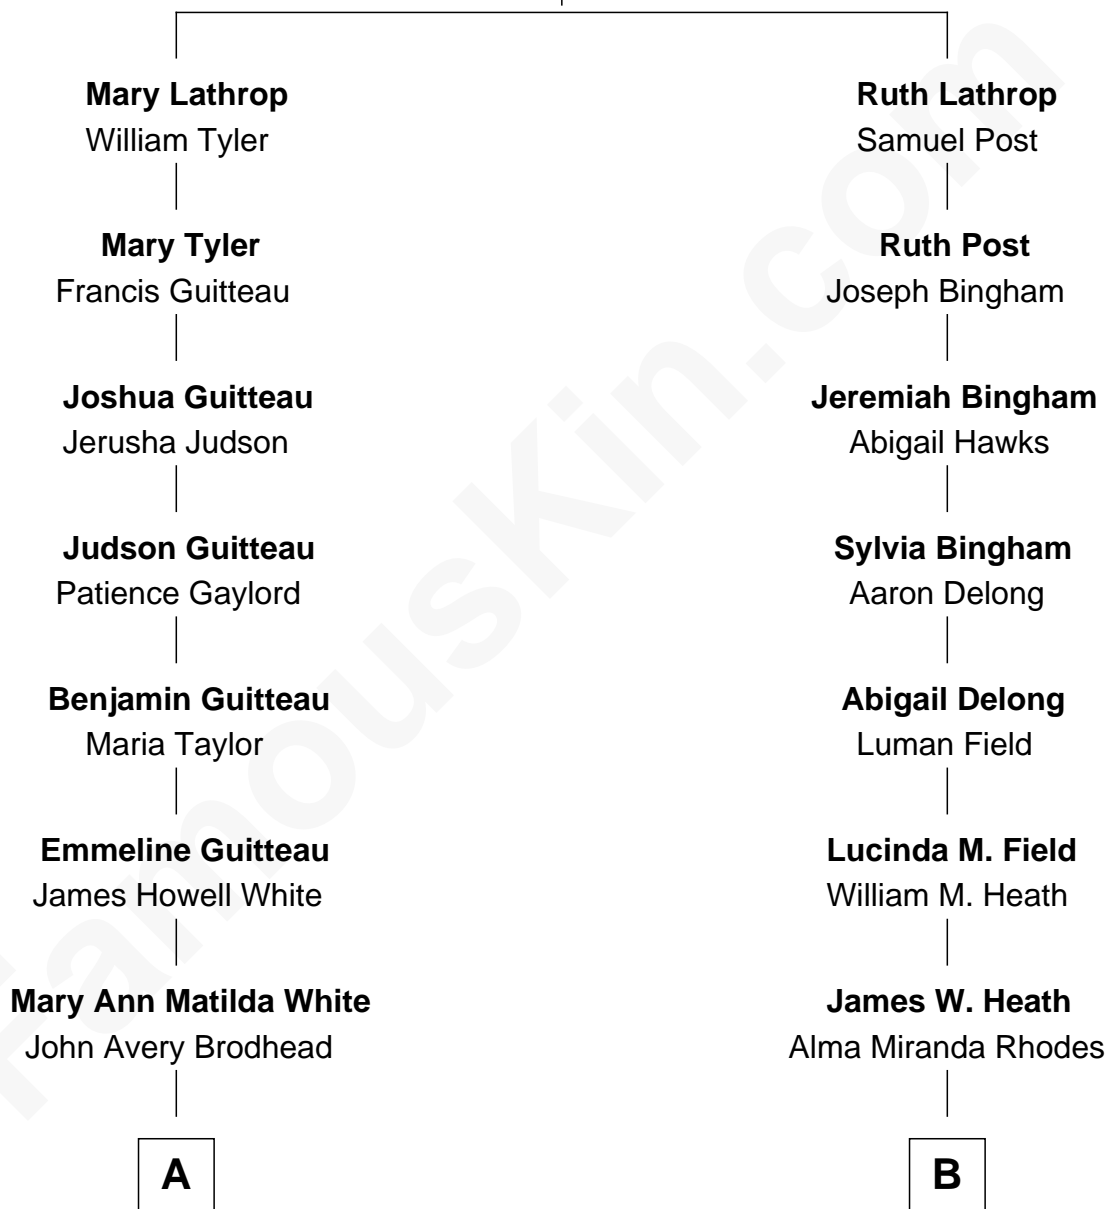 Mary Lathrop
William Tyler
Ruth Lathrop
Samuel Post
Mary Tyler
Francis Guitteau
Ruth Post
Joseph Bingham
Joshua Guitteau
Jerusha Judson
Jeremiah Bingham
Abigail Hawks
Judson Guitteau
Patience Gaylord
Sylvia Bingham
Aaron Delong
Benjamin Guitteau
Maria Taylor
Abigail Delong
Luman Field
Emmeline Guitteau
James Howell White
Lucinda M. Field
William M. Heath
Mary Ann Matilda White
John Avery Brodhead
James W. Heath
Alma Miranda Rhodes
A
B
FamousKin.com